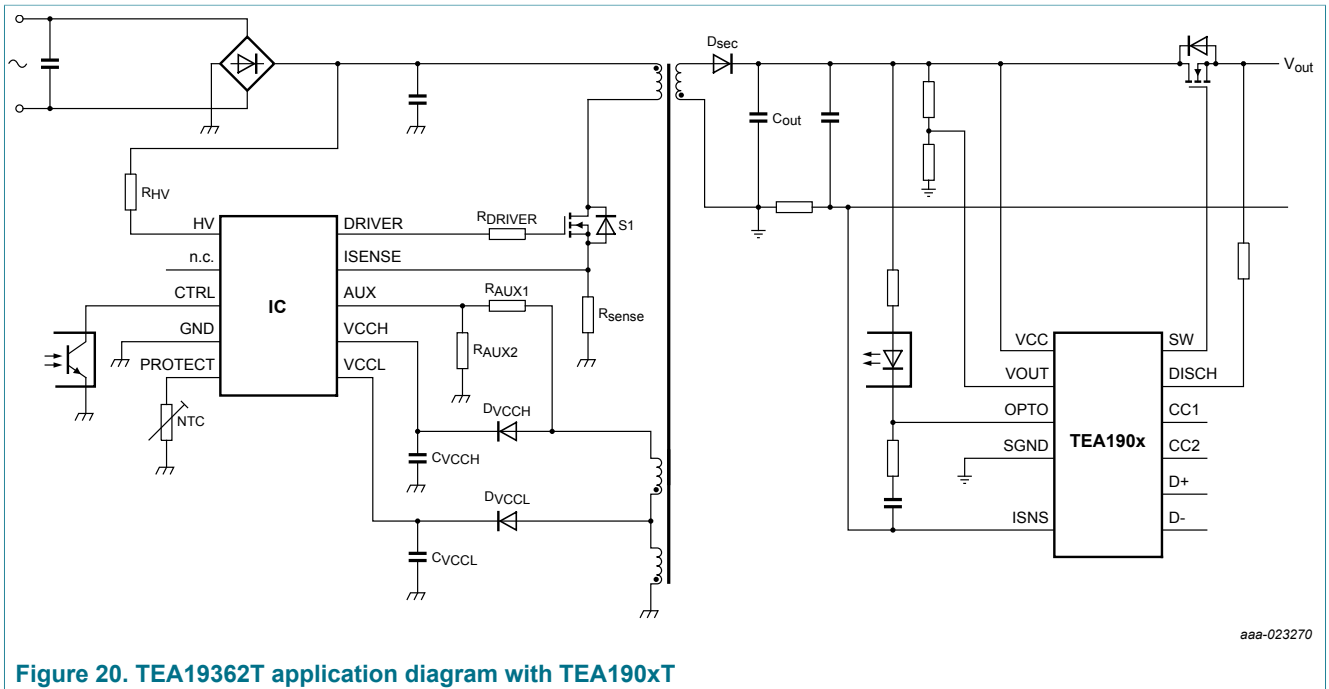 Dsec
Vout
Cout
RHV
HV
DRIVER
RDRIVER
S1
n.c.
ISENSE
CTRL
IC
AUX
RAUX1
Rsense
GND
VCCH
RAUX2
PROTECT
VCCL
NTC
DVCCH
CVCCH
DVCCL
CVCCL
VCC
SW
VOUT
DISCH
OPTO
CC1
TEA190x
SGND
CC2
D+
ISNS
D-
aaa-023270
Figure 20. TEA19362T application diagram with TEA190xT